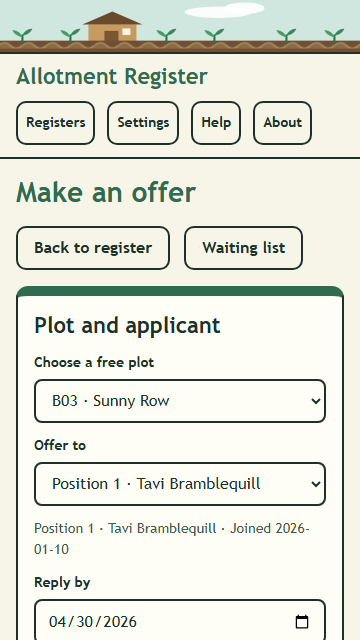 Allotment Register
Registers
Settings
Help
About
Make an offer
Back to register
Waiting list
Plot and applicant
Choose a free plot
B03 · Sunny Row
Offer to
Position 1 · Tavi Bramblequill
Position 1 · Tavi Bramblequill · Joined 2026-
01-10
Reply by
04/30/2026